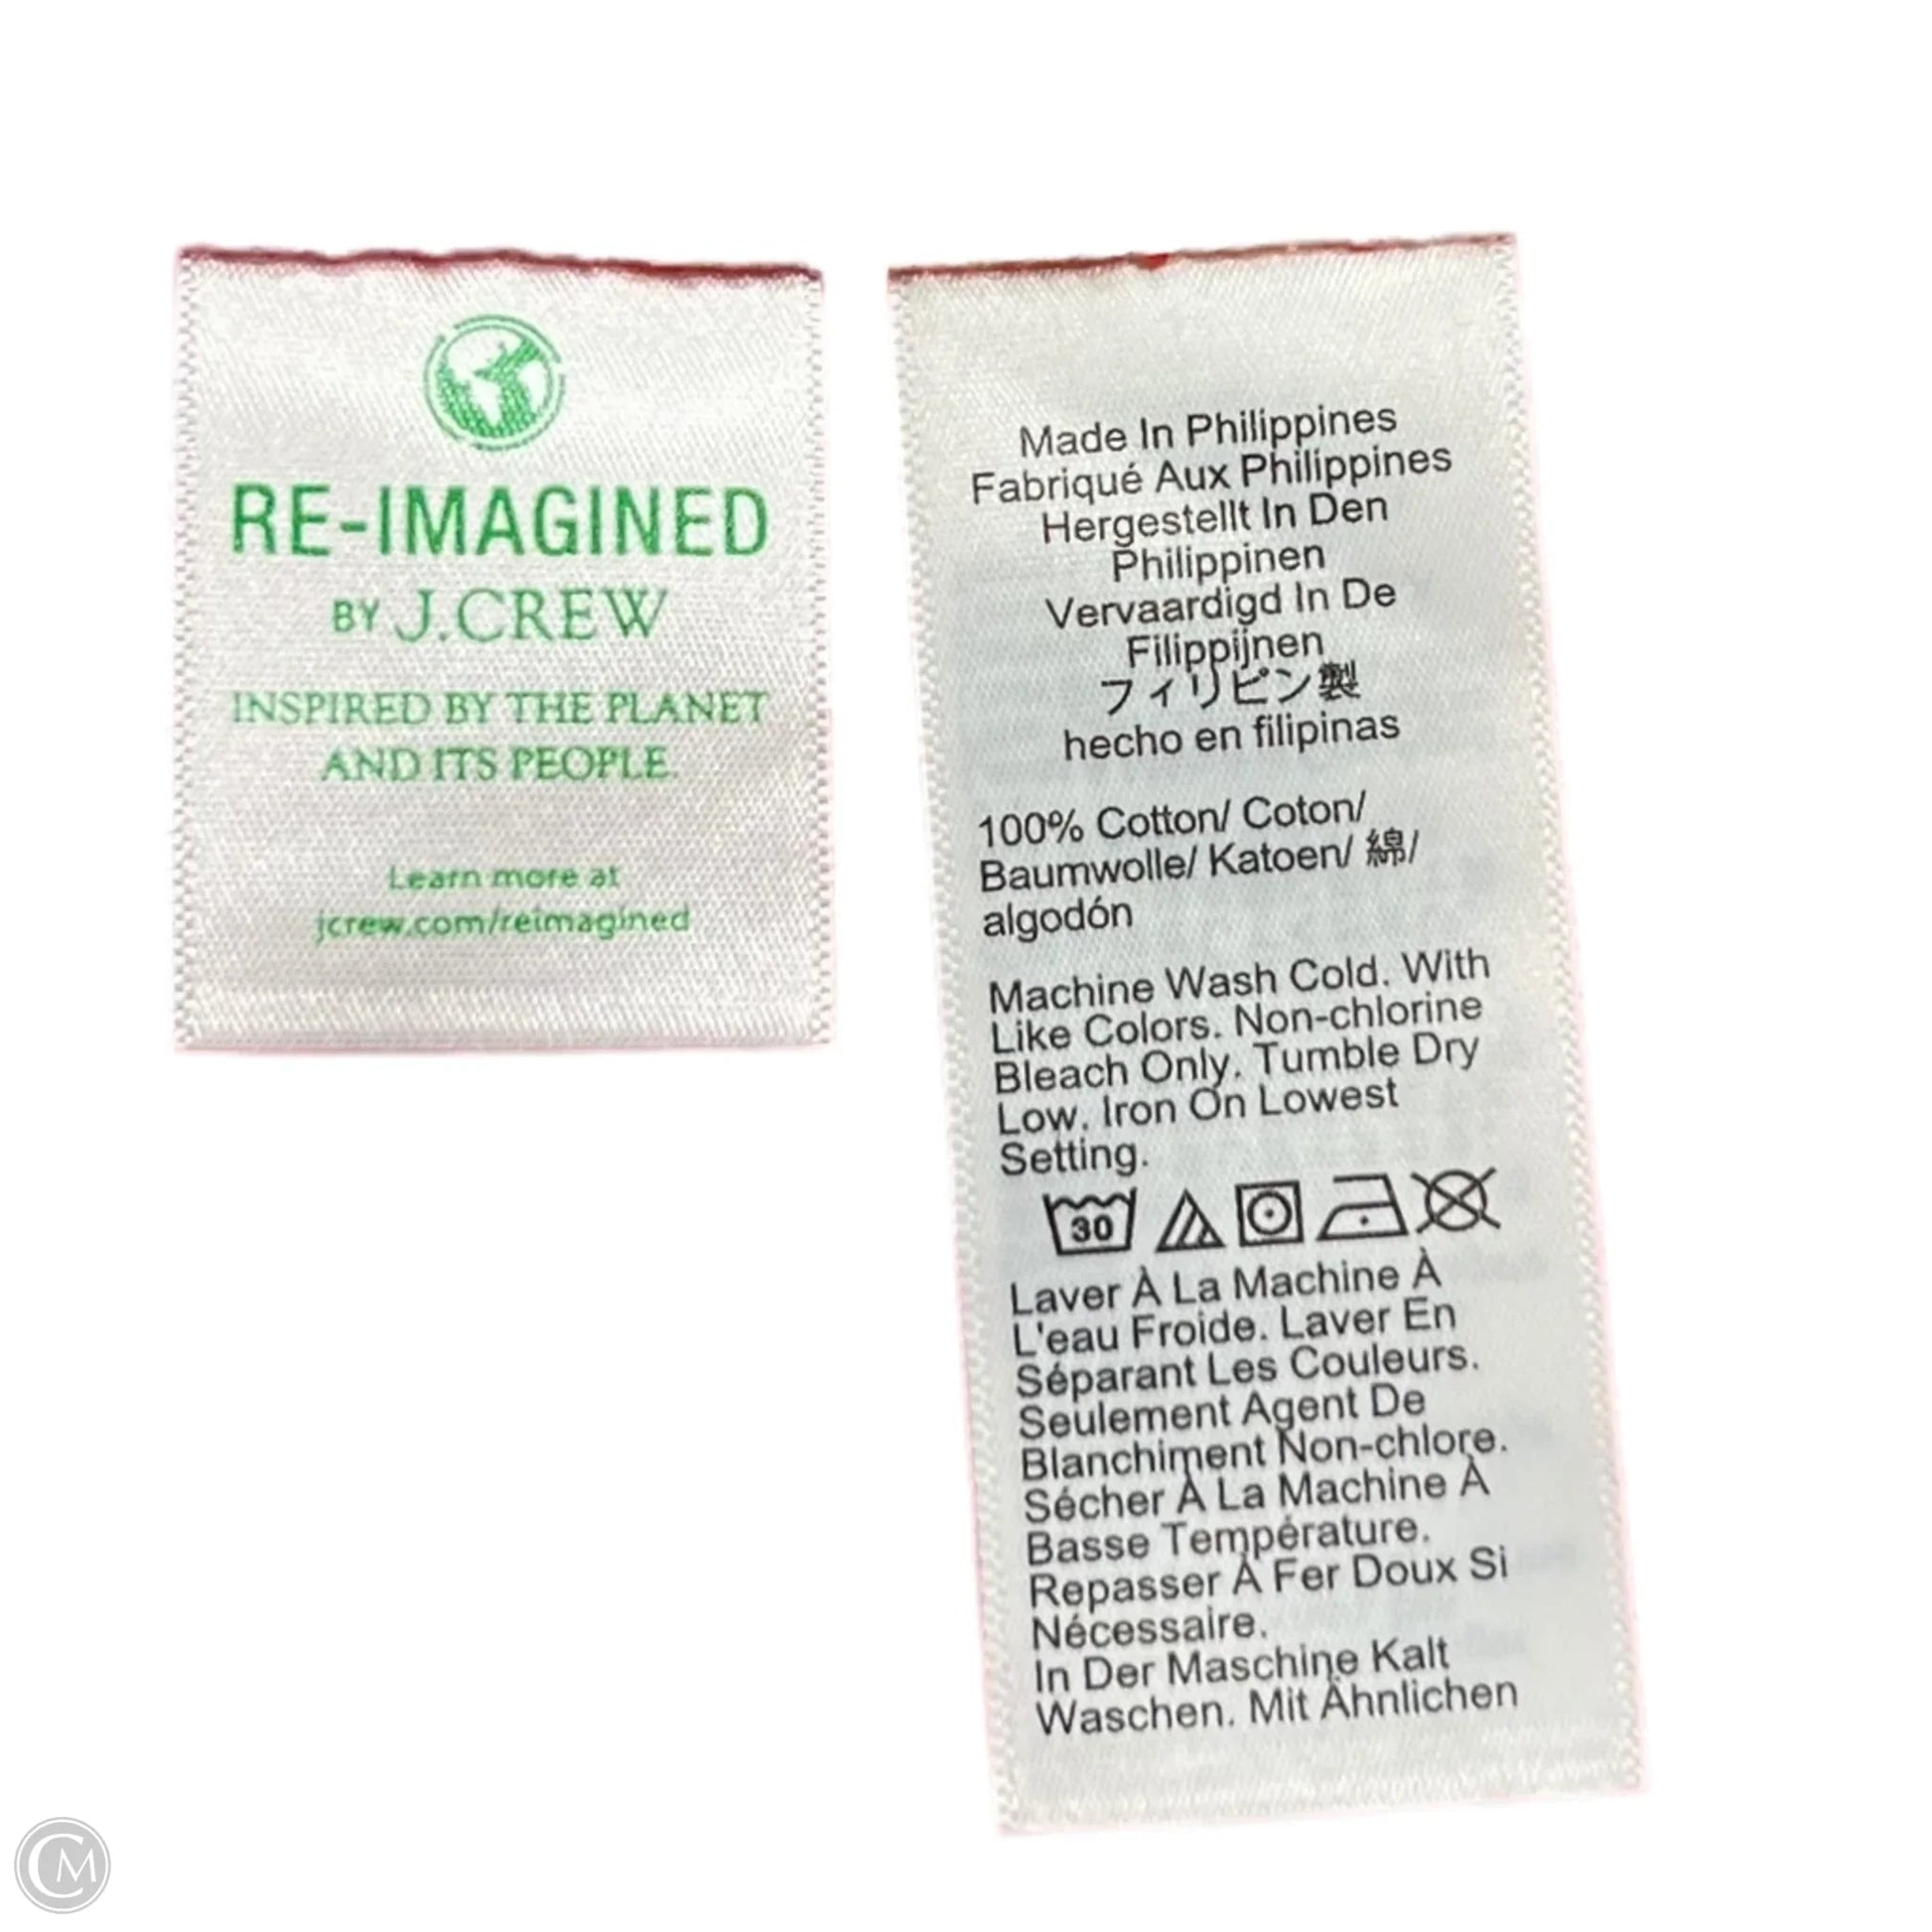 RE-IMAGINED
BY J.CREW
INSPIRED BY THE PLANET
AND ITS PEOPLE.
Learn more at
jcrew.com/reimagined
Made In Philippines
Fabriqué Aux Philippines
Hergestellt In Den
Philippinen
Vervaardigd In De
Filippijnen
フィリピン製
hecho en filipinas
100% Cotton/ Coton/
Baumwolle/ Katoen/ 綿/
algodón
Machine Wash Cold. With
Like Colors. Non-chlorine
Bleach Only. Tumble Dry
Low. Iron On Lowest
Setting.
30
Laver À La Machine À
L'eau Froide. Laver En
Séparant Les Couleurs.
Seulement Agent De
Blanchiment Non-chlore.
Sécher À La Machine À
Basse Température.
Repasser À Fer Doux Si
Nécessaire.
In Der Maschine Kalt
Waschen. Mit Ähnlichen
CM